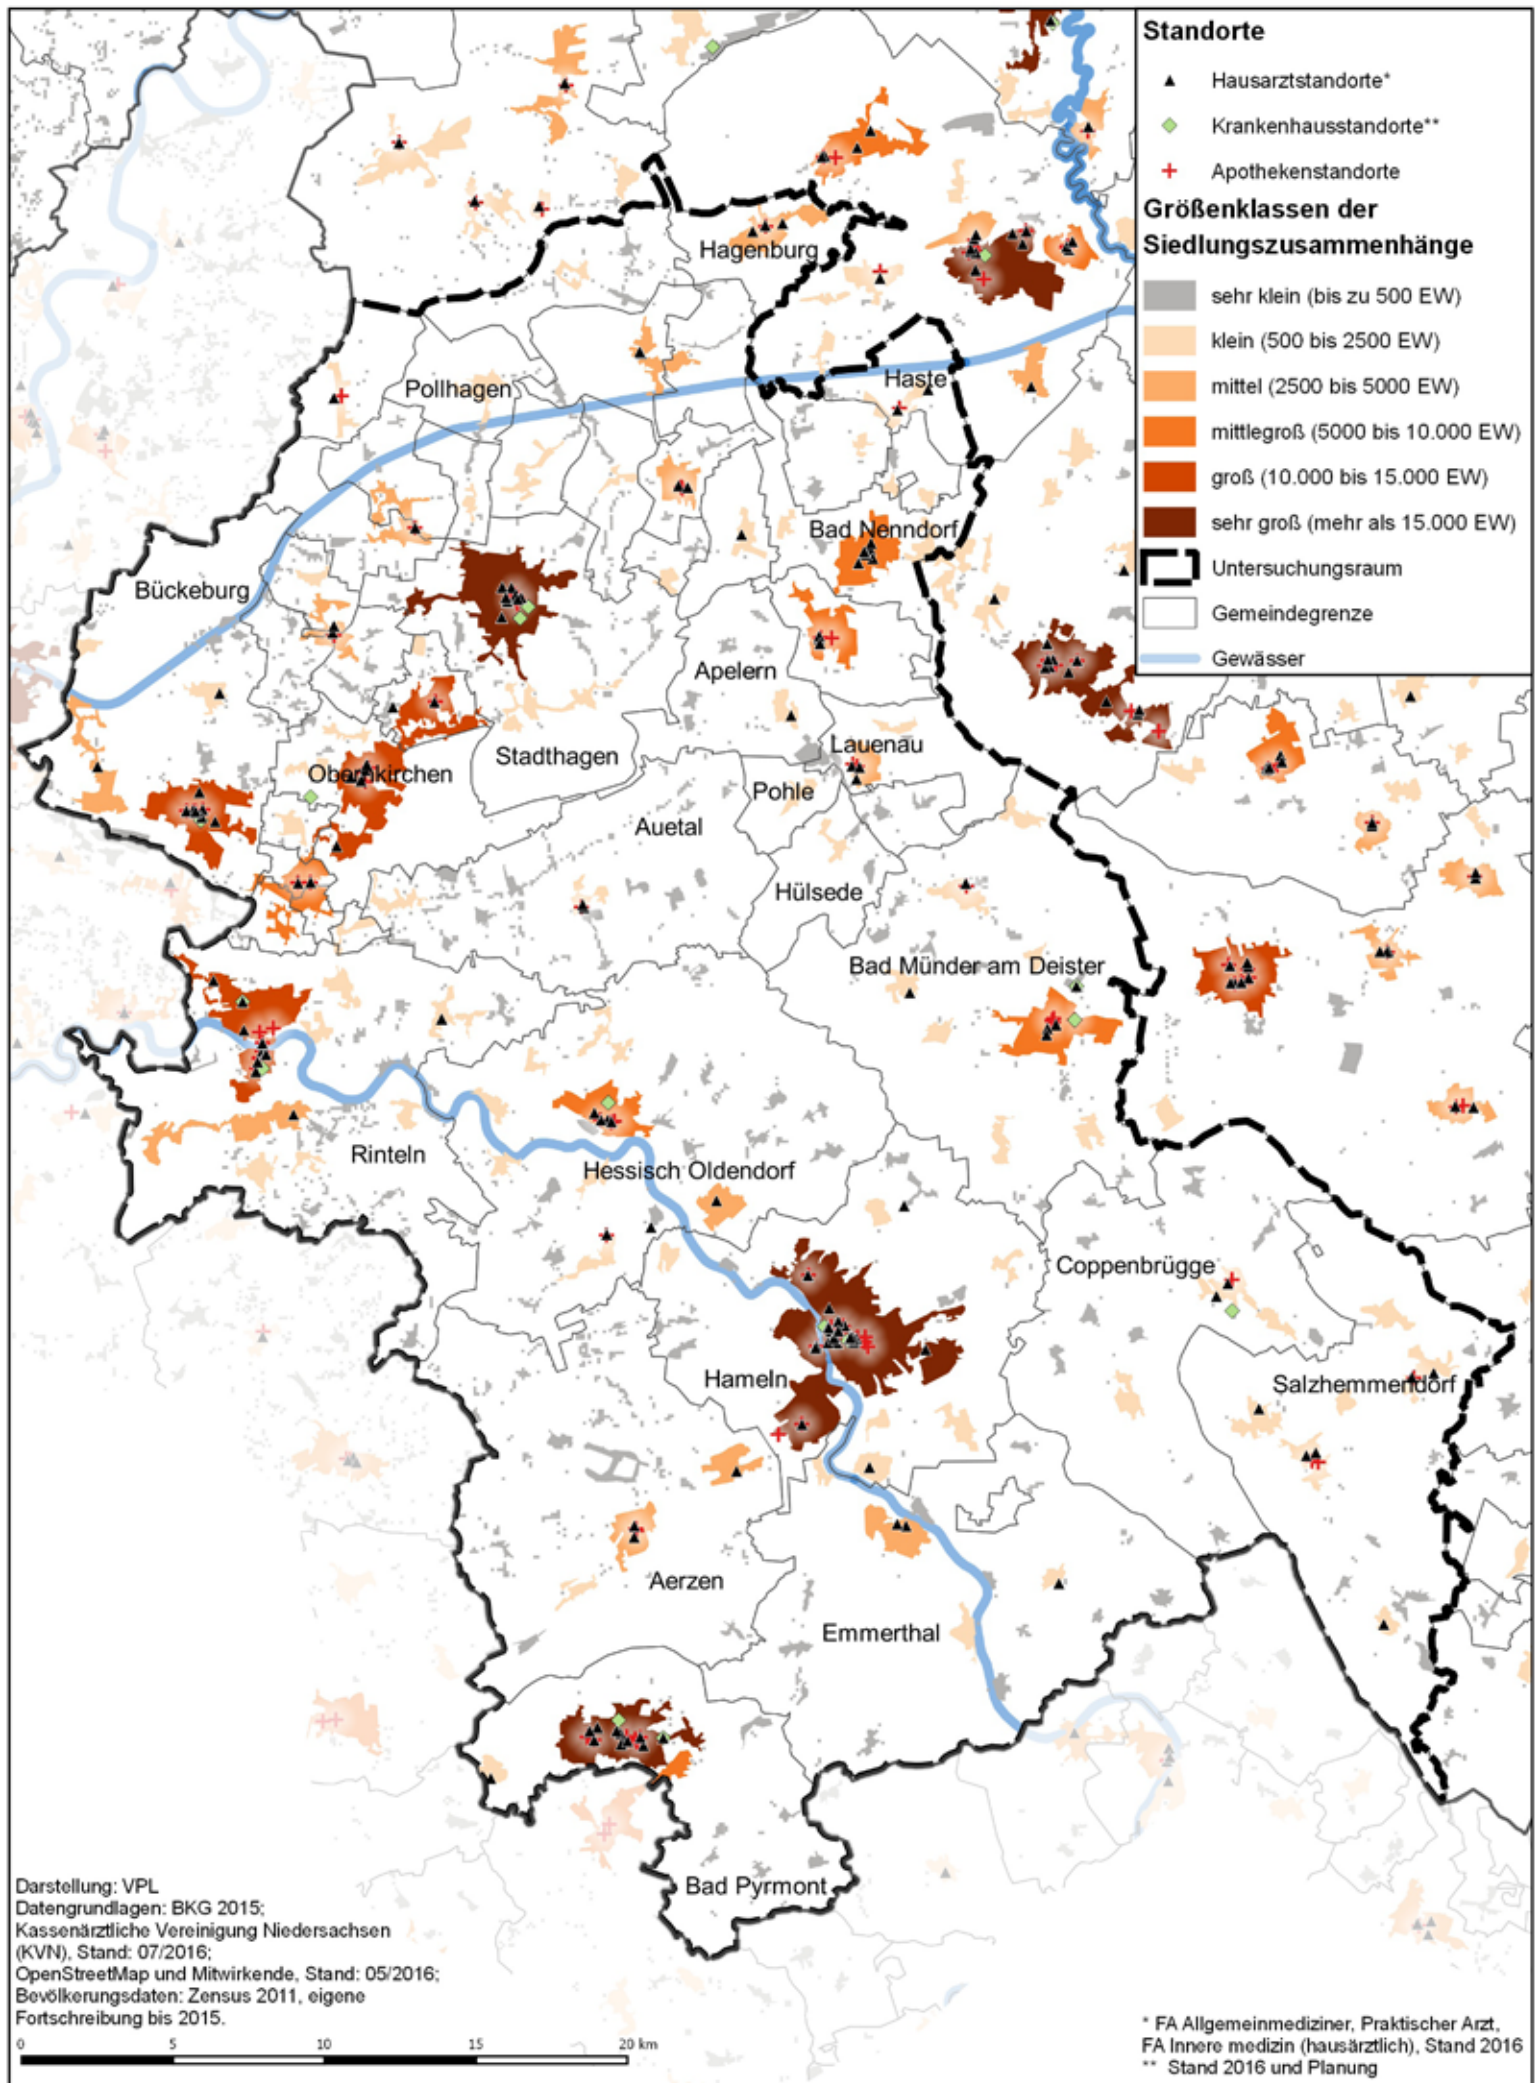 Standorte
Hausarztstandorte*
Krankenhausstandorte**
Apothekenstandorte
Größenklassen der
Siedlungszusammenhänge
sehr klein (bis zu 500 EW)
klein (500 bis 2500 EW)
mittel (2500 bis 5000 EW)
mittlegroß (5000 bis 10.000 EW)
groß (10.000 bis 15.000 EW)
sehr groß (mehr als 15.000 EW)
Untersuchungsraum
Gemeindegrenze
Gewässer
Hagenburg
Haste
Pollhagen
Bad Nenndorf
Bückeburg
Apelern
Lauenau
Stadthagen
Obernkirchen
Pohle
Auetal
Hülsede
Bad Münder am Deister
Rinteln
Hessisch Oldendorf
Coppenbrügge
Hameln
Salzhemmendorf
Aerzen
Emmerthal
Bad Pyrmont
Darstellung: VPL
Datengrundlagen: BKG 2015;
Kassenärztliche Vereinigung Niedersachsen
(KVN), Stand: 07/2016;
OpenStreetMap und Mitwirkende, Stand: 05/2016;
Bevölkerungsdaten: Zensus 2011, eigene
Fortschreibung bis 2015.
0 5 10 15 20 km
* FA Allgemeinmediziner, Praktischer Arzt,
FA Innere medizin (hausärztlich), Stand 2016
** Stand 2016 und Planung